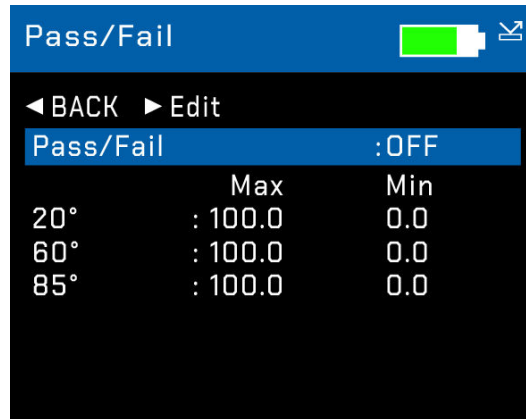 Pass/Fail
◄BACK ►Edit
Pass/Fail :OFF
Max Min
20° : 100.0 0.0
60° : 100.0 0.0
85° : 100.0 0.0